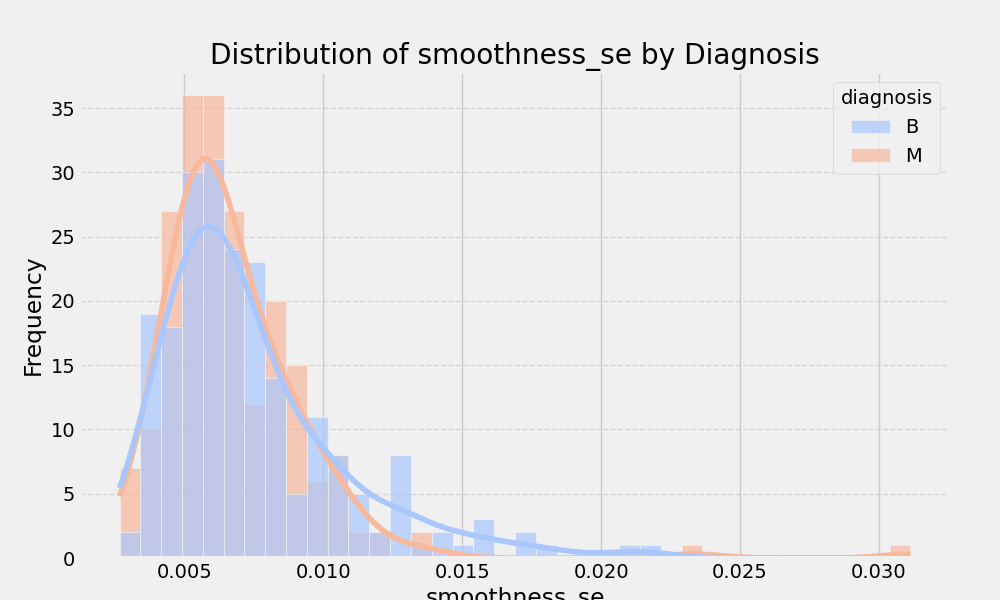 Distribution of smoothness_se by Diagnosis
diagnosis
B
M
Frequency
35
30
25
20
15
10
5
0
0.005 0.010 0.015 0.020 0.025 0.030
smoothness_se